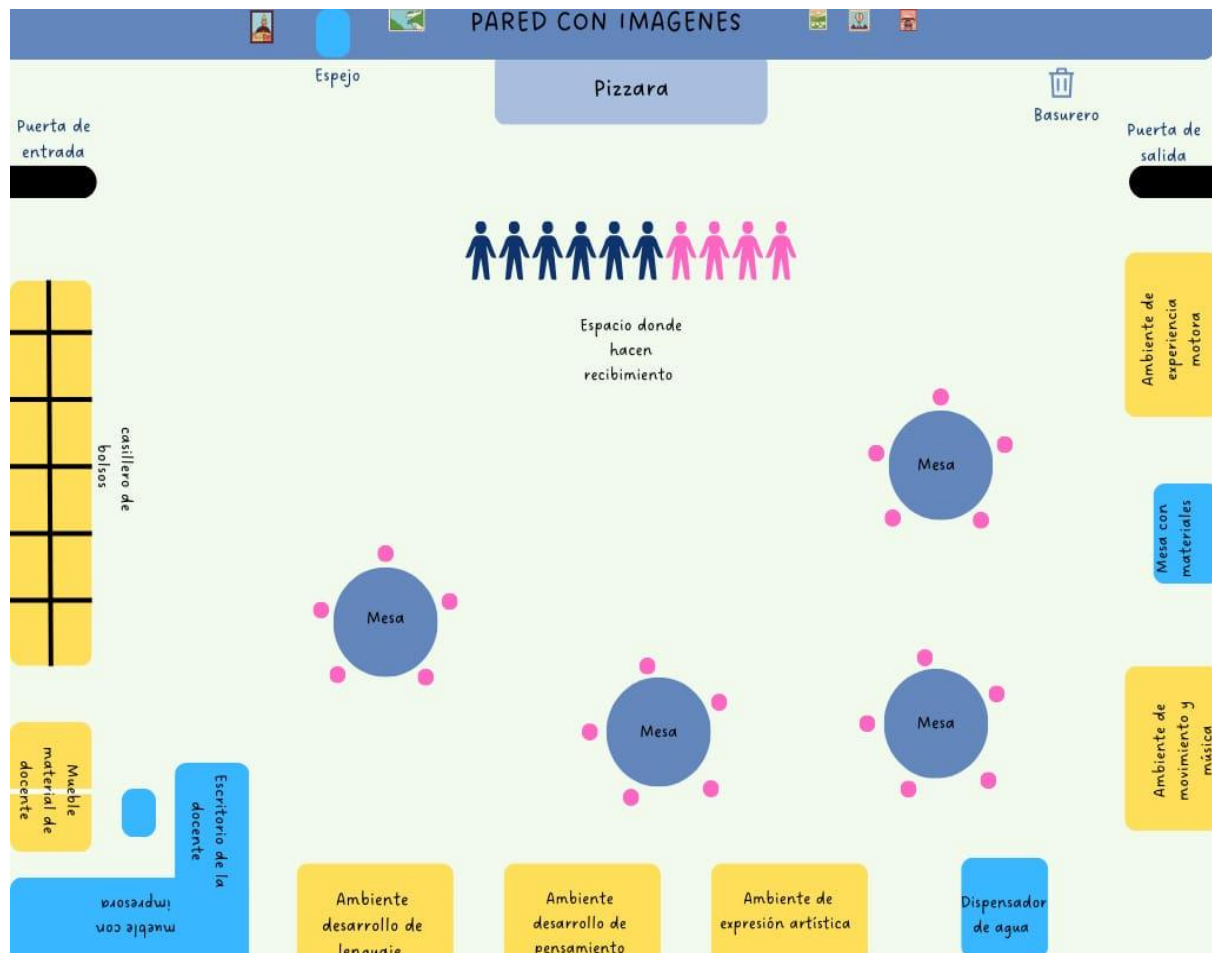 PARED CON IMAGENES
Espejo
Pizzara
Basurero
Puerta de
entrada
Puerta de
salida
Espacio donde
hacen
recibimiento
Ambiente de
experiencia
motora
casillero de
bolsos
Mesa
Mesa con
materiales
Mesa
Mesa
Mesa
Ambiente de
movimiento y
música
Mueble
material de
docente
Escritorio de la
docente
mueble con
impresora
Ambiente
desarrollo de
lenguaje
Ambiente
desarrollo de
pensamiento
Ambiente de
expresión artística
Dispensador
de agua